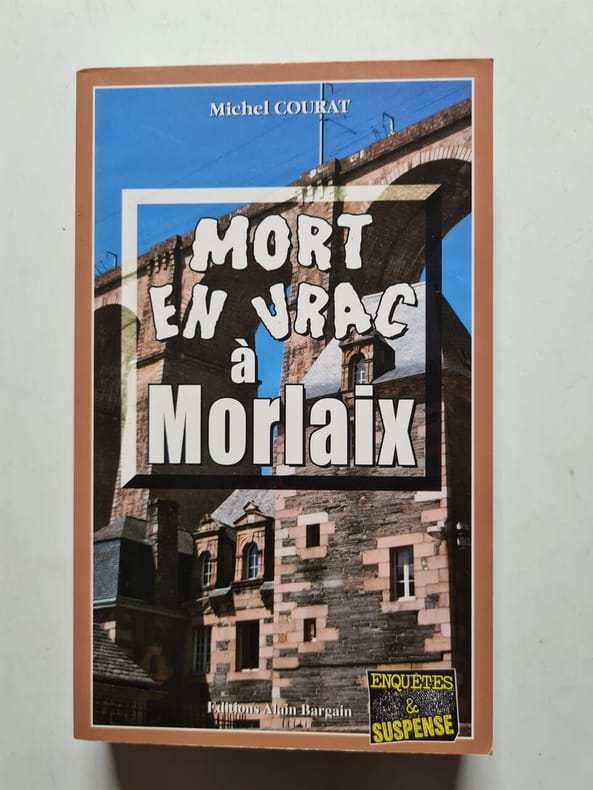 Michel COURAT
MORT
EN VRAC
à
Morlaix
Editions Alain Bargain
ENQUÊTES
&
SUSPENSE